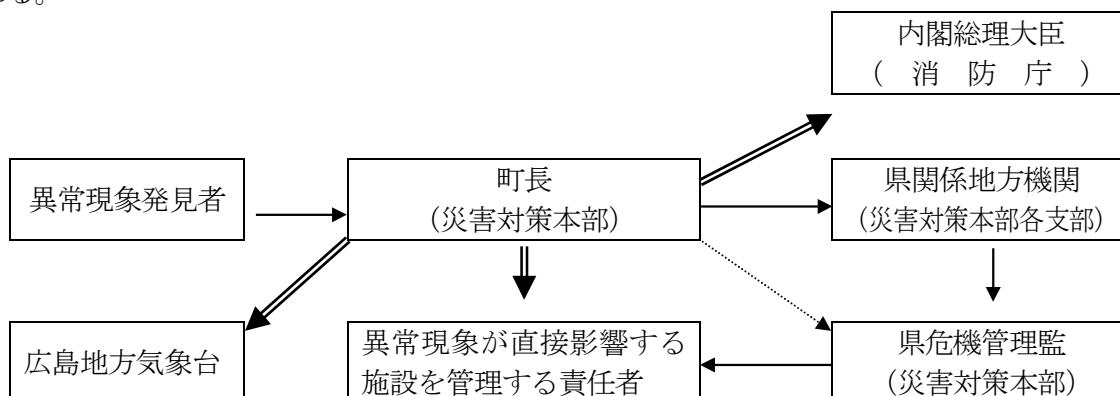 である。
内閣総理大臣
（　消　防　庁　）
異常現象発見者
町長
（災害対策本部）
県関係地方機関
（災害対策本部各支部）
広島地方気象台
異常現象が直接影響する
施設を管理する責任者
県危機管理監
（災害対策本部）